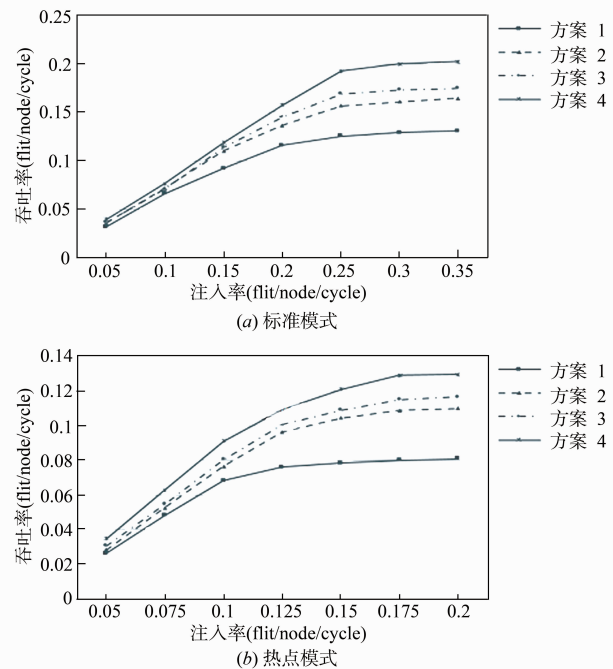 0.25
0.2
0.15
0.1
0.05
0
吞吐率(flit/node/cycle)
0.05 0.1 0.15 0.2 0.25 0.3 0.35
注入率(flit/node/cycle)
(a) 标准模式
方案 1
方案 2
方案 3
方案 4
0.14
0.12
0.1
0.08
0.06
0.04
0.02
0
吞吐率(flit/node/cycle)
0.05 0.075 0.1 0.125 0.15 0.175 0.2
注入率(flit/node/cycle)
(b) 热点模式
方案 1
方案 2
方案 3
方案 4